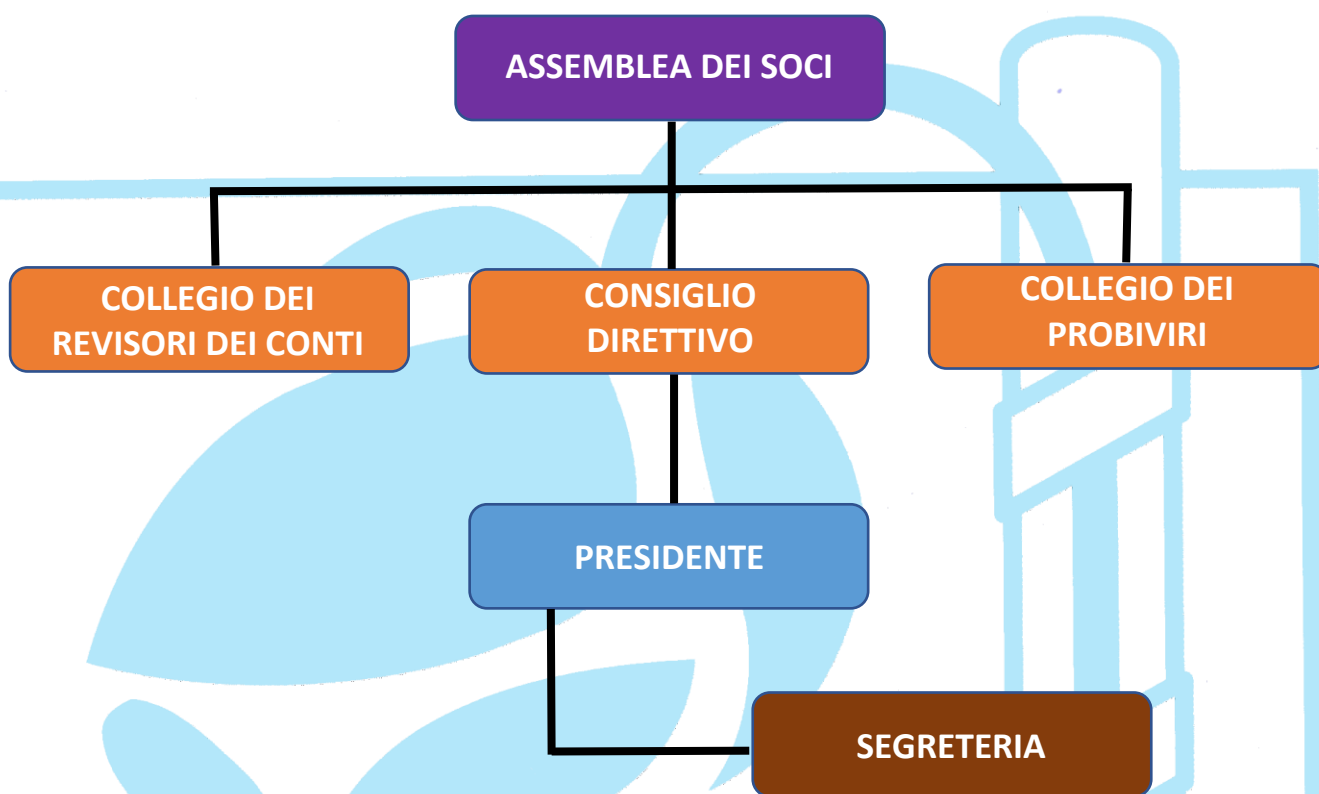 ASSEMBLEA DEI SOCI
COLLEGIO DEI
REVISORI DEI CONTI
CONSIGLIO
DIRETTIVO
COLLEGIO DEI
PROBIVIRI
PRESIDENTE
SEGRETERIA